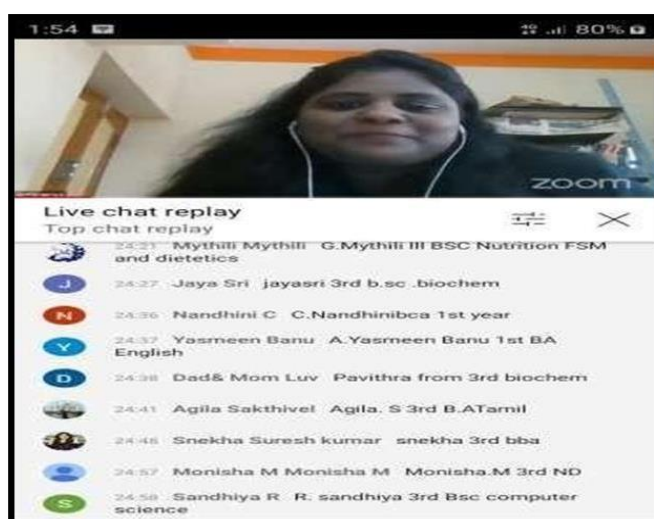 1:54
80%
zoom
Live chat replay
Top chat replay
24:21 Mythili Mythili G.Mythili III BSC Nutrition FSM
and dietetics
J 24:27 Jaya Sri jayasri 3rd b.sc .biochem
N 24:36 Nandhini C C.Nandhinibca 1st year
Y 24:37 Yasmeen Banu A.Yasmeen Banu 1st BA
English
D 24:38 Dad& Mom Luv Pavithra from 3rd biochem
24:41 Agila Sakthivel Agila. S 3rd B.ATamil
24:46 Snekha Suresh kumar snekha 3rd bba
24:57 Monisha M Monisha M Monisha.M 3rd ND
S 24:58 Sandhiya R R. sandhiya 3rd Bsc computer
science